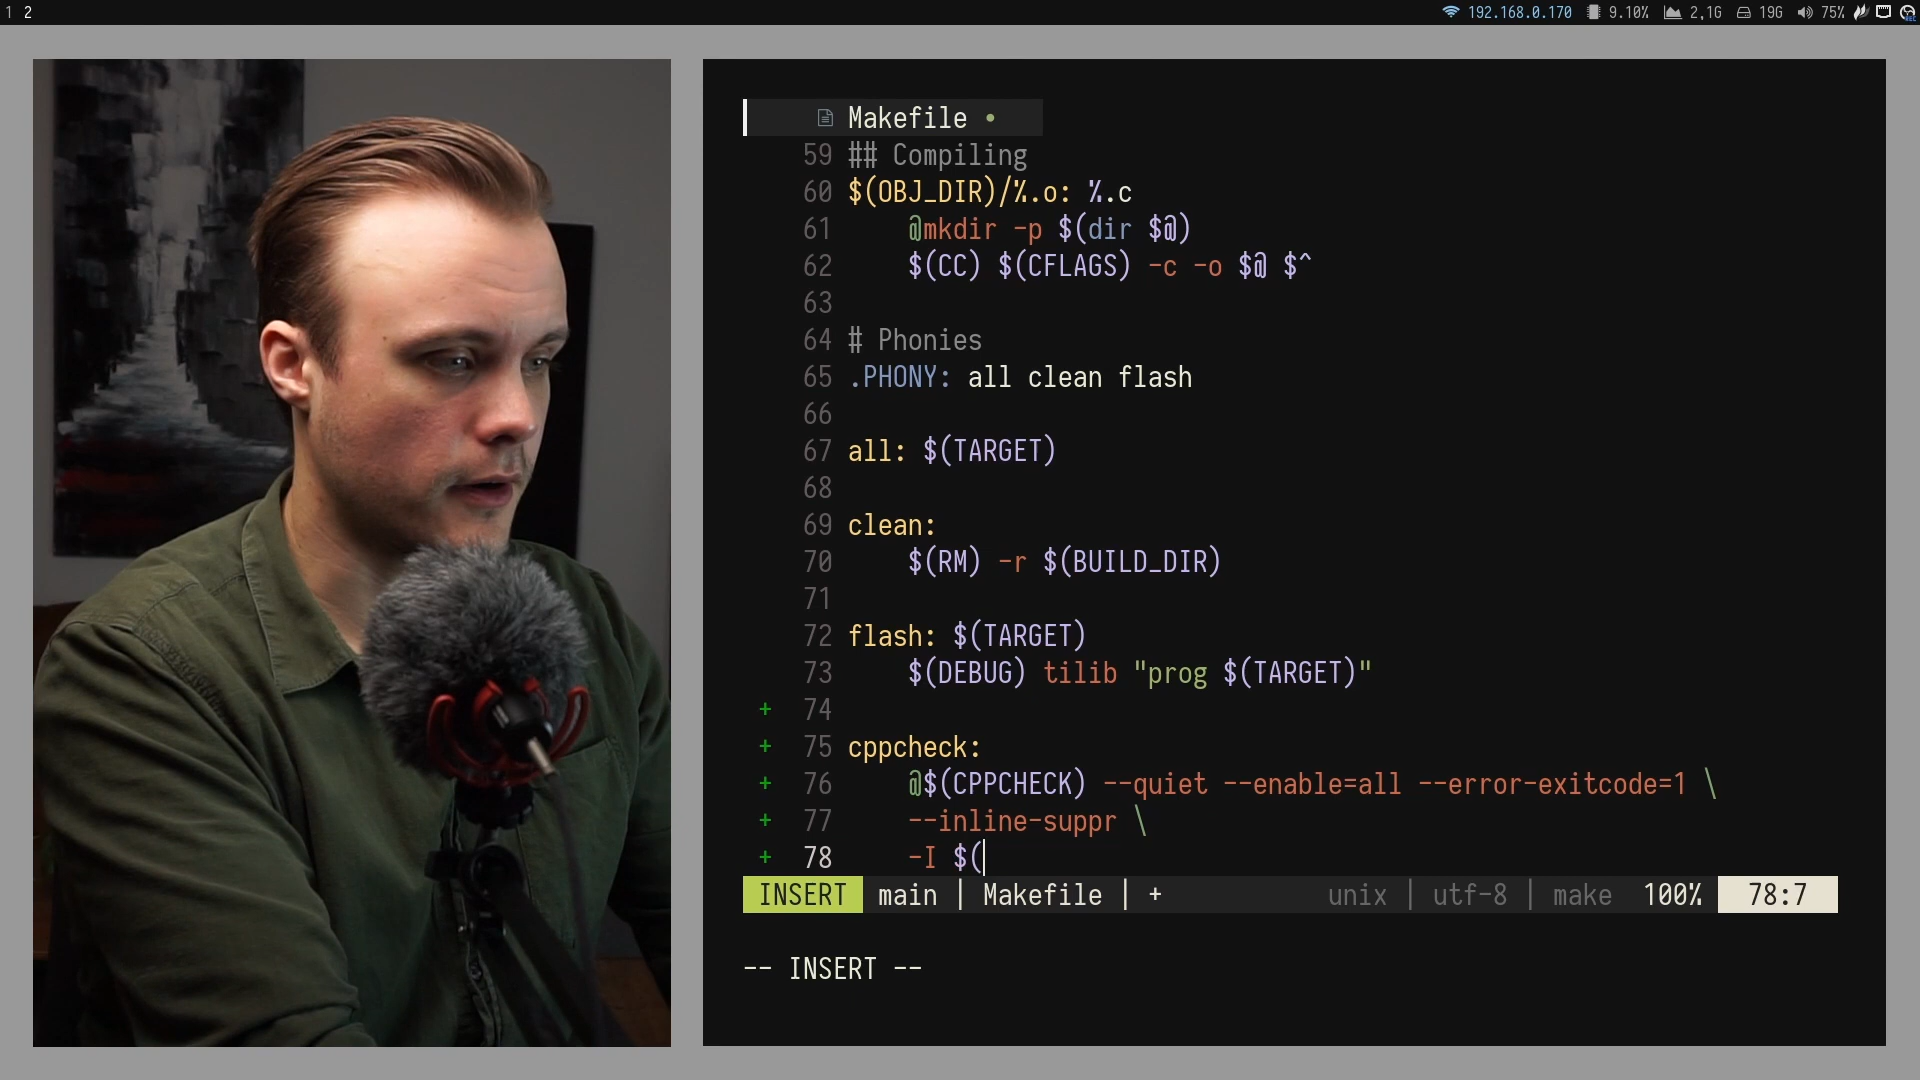 1 2
192.168.0.170 9.10% 2,1G 19G 75%
Makefile •
59 ## Compiling
60 $(OBJ_DIR)/%.o: %.c
61 @mkdir -p $(dir $@)
62 $(CC) $(CFLAGS) -c -o $@ $^
63
64 # Phonies
65 .PHONY: all clean flash
66
67 all: $(TARGET)
68
69 clean:
70 $(RM) -r $(BUILD_DIR)
71
72 flash: $(TARGET)
73 $(DEBUG) tilib "prog $(TARGET)"
+ 74
+ 75 cppcheck:
+ 76 @$(CPPCHECK) --quiet --enable=all --error-exitcode=1 \
+ 77 --inline-suppr \
+ 78 -I $(
INSERT main | Makefile | + unix | utf-8 | make 100% 78:7
-- INSERT --